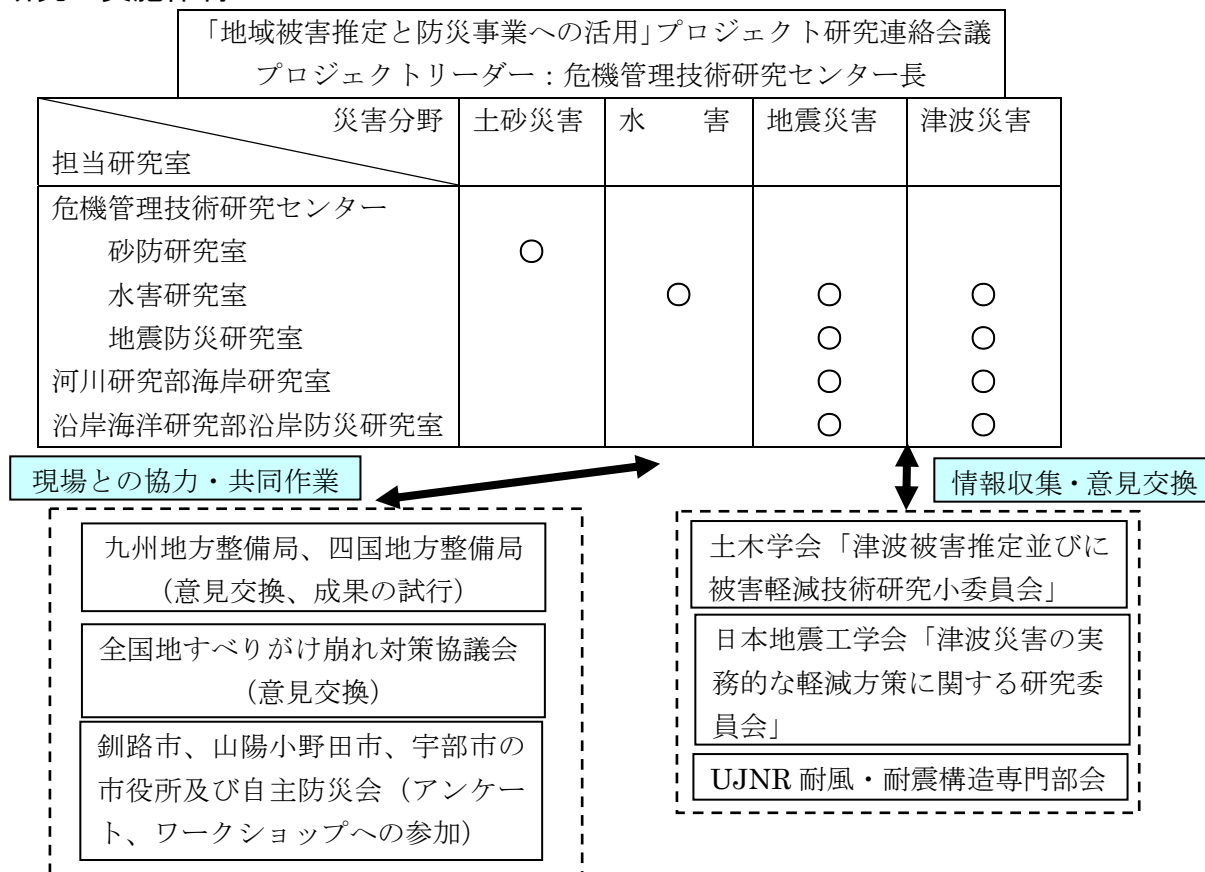 「地域被害推定と防災事業への活用」プロジェクト研究連絡会議
プロジェクトリーダー：危機管理技術研究センター長
災害分野 土砂災害 水　　害 地震災害 津波災害
担当研究室
危機管理技術研究センター
砂防研究室 ○
水害研究室 ○ ○ ○
地震防災研究室 ○ ○
河川研究部海岸研究室 ○ ○
沿岸海洋研究部沿岸防災研究室 ○ ○
現場との協力・共同作業
情報収集・意見交換
九州地方整備局、四国地方整備局
（意見交換、成果の試行）
全国地すべりがけ崩れ対策協議会
（意見交換）
釧路市、山陽小野田市、宇部市の
市役所及び自主防災会（アンケー
ト、ワークショップへの参加）
土木学会「津波被害推定並びに
被害軽減技術研究小委員会」
日本地震工学会「津波災害の実
務的な軽減方策に関する研究委
員会」
UJNR 耐風・耐震構造専門部会